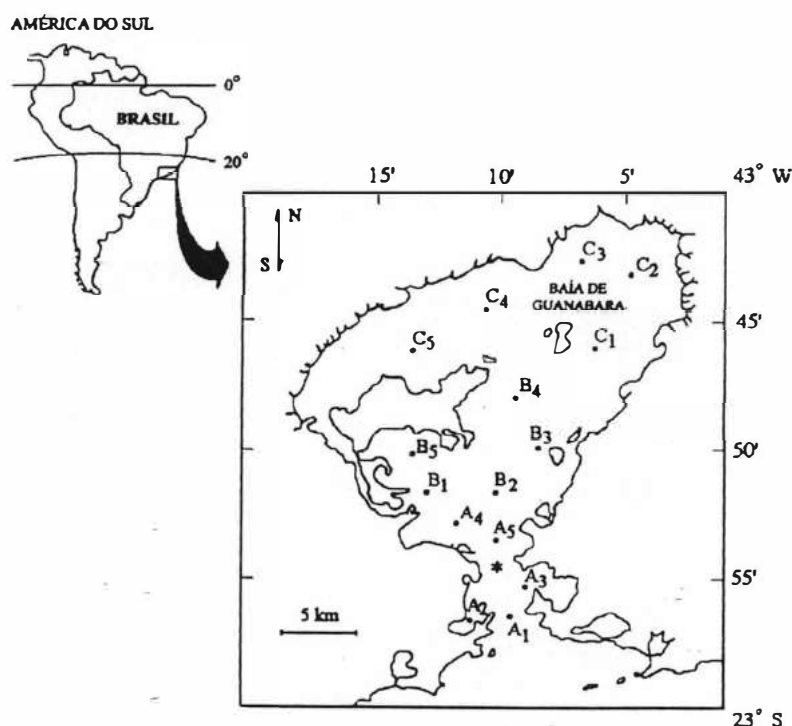 AMÉRICA DO SUL
0°
BRASIL
20°
15' 10' 5' 43° W
N
S
C3
C2
BAÍA DE
GUANABARA.
C4
45'
C1
C5
B4
B3
50'
B5
B1
B2
A4
A5
*
A3
55'
5 km
A1
23° S